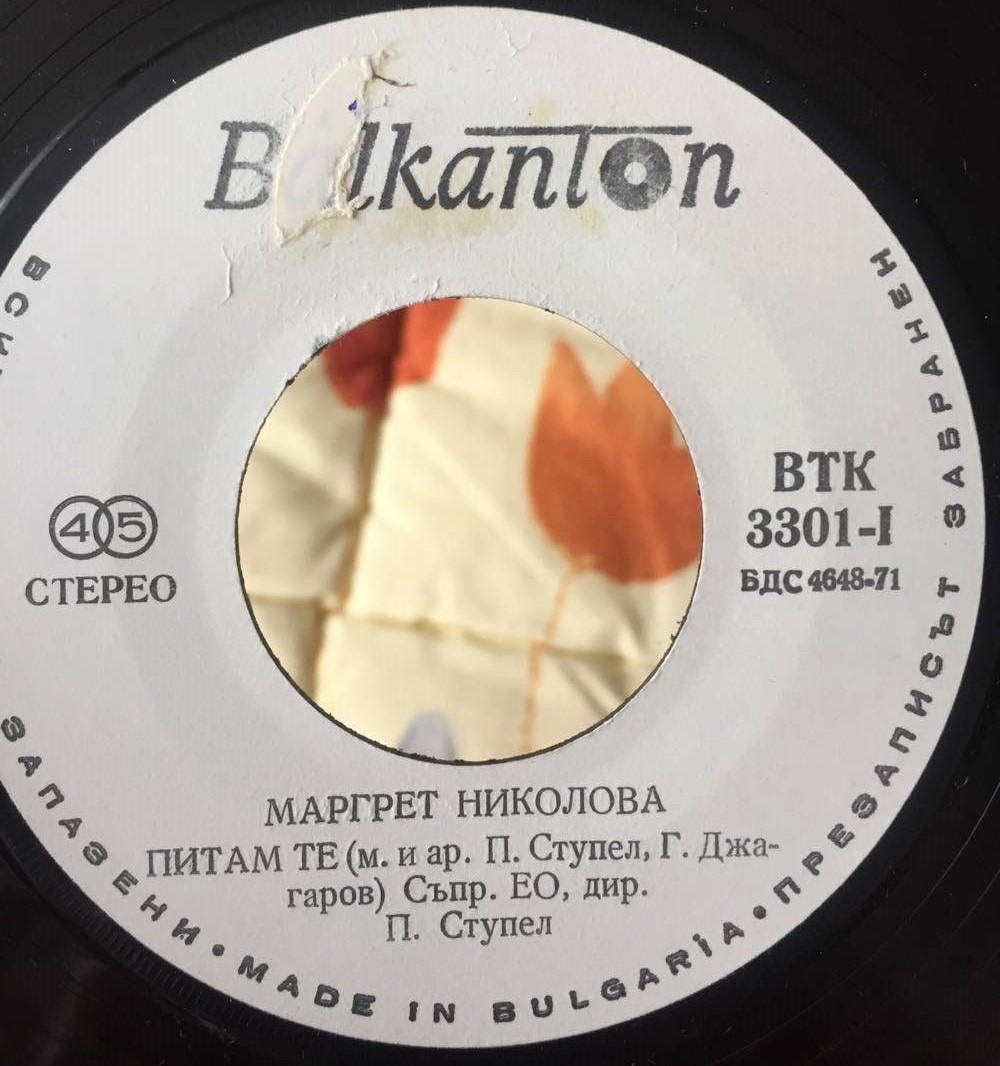 Balkanton
45
СТЕРЕО
ВТК
3301-I
БДС 4648-71
МАРГРЕТ НИКОЛОВА
ПИТАМ ТЕ (м. и ар. П. Ступел, Г. Джа-
гаров) Съпр. ЕО, дир.
П. Ступел
ЗАПАЗЕНИ • MADE IN BULGARiA • ПРЕЗАПИСЪТ ЗАБРАНЕН